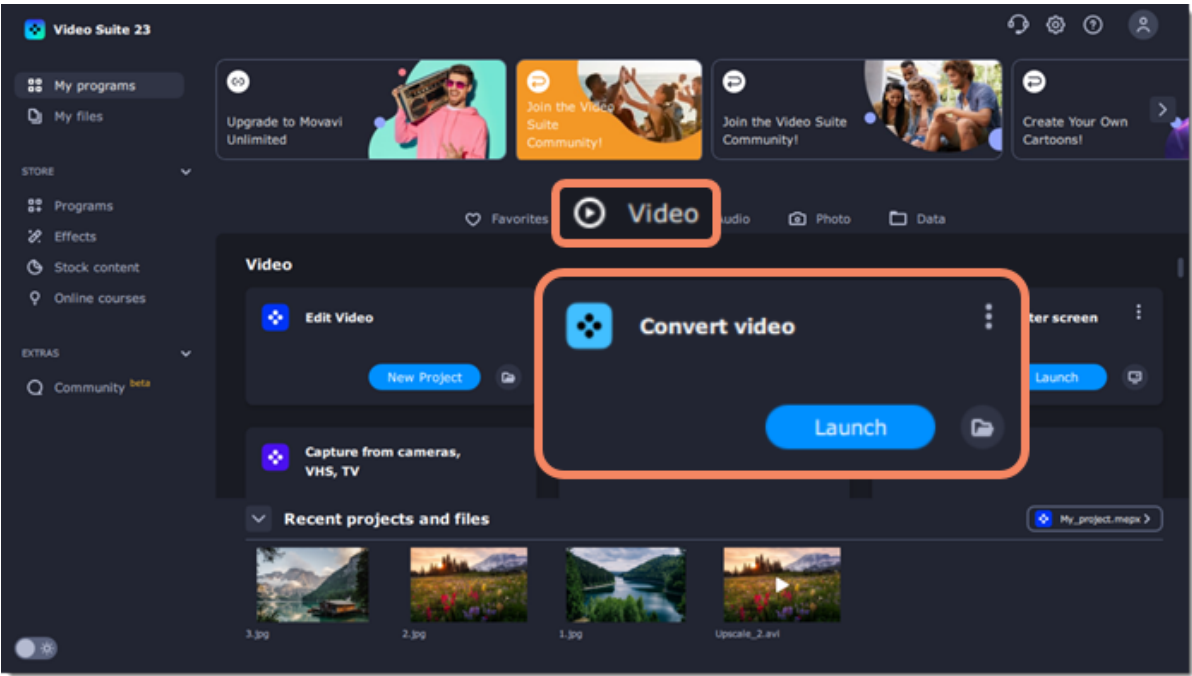 Video Suite 23
My programs
My files
STORE
Programs
Effects
Stock content
Online courses
EXTRAS
Community beta
Upgrade to Movavi
Unlimited
Join the Video
Suite
Community!
Join the Video Suite
Community!
Create Your Own
Cartoons!
Favorites
Video
udio
Photo
Data
Video
Edit Video
New Project
Convert video
Launch
ter screen
Launch
Capture from cameras,
VHS, TV
Recent projects and files
My_project.mepx
3.jpg
2.jpg
1.jpg
Upscale_2.avi